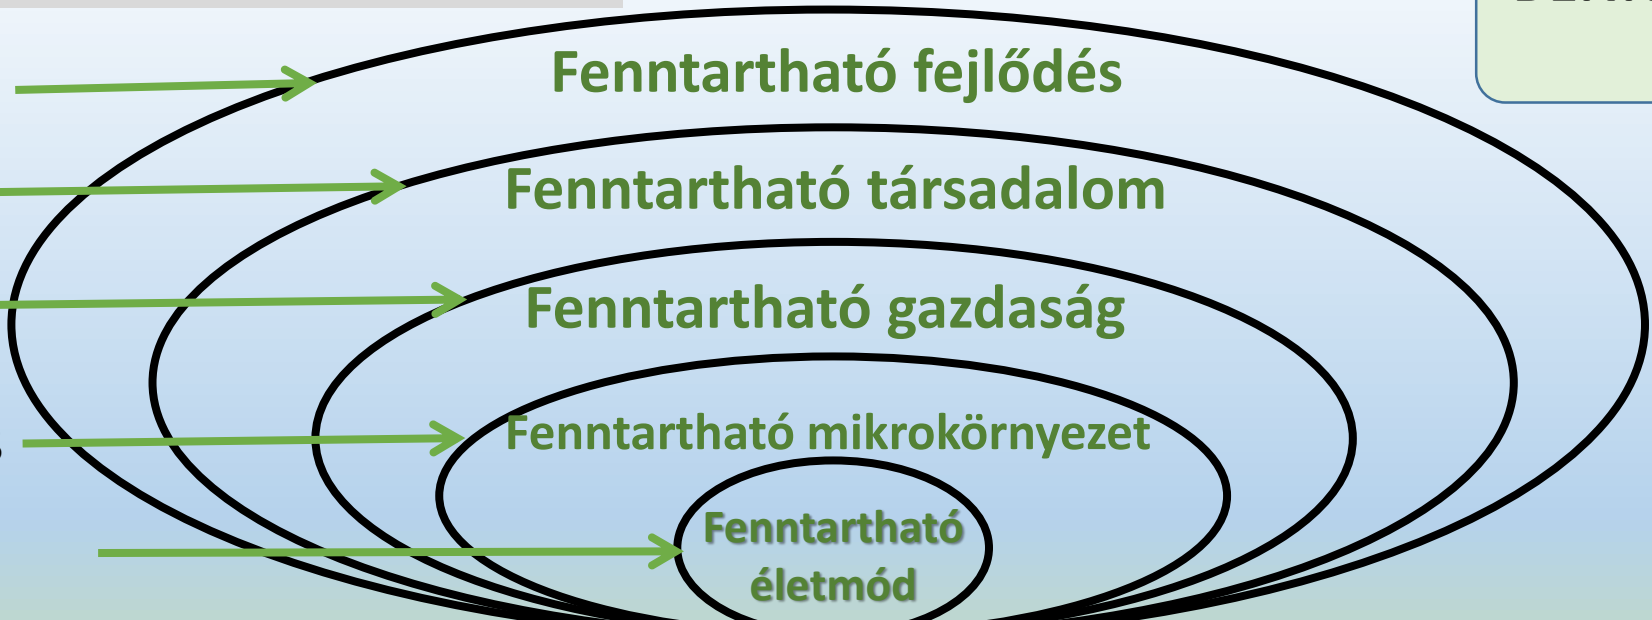 Fenntartható fejlődés
Fenntartható társadalom
Fenntartható gazdaság
Fenntartható mikrokörnyezet
Fenntartható
életmód